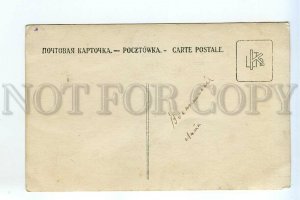 ПОЧТОВАЯ КАРТОЧКА.— POCZTÓWKA.- CARTE POSTALE.
NOT FOR COPY